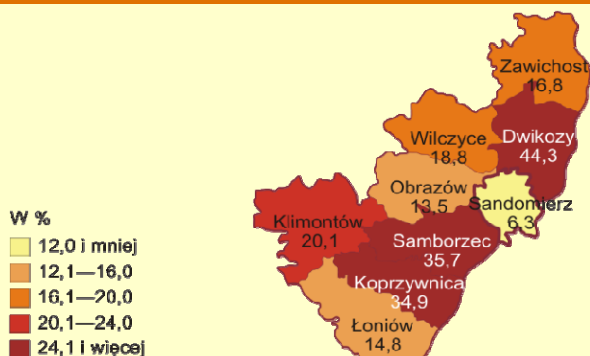 Zawichost
16,8
Wilczyce
18,8
Dwikozy
44,3
Obrazów
13,5
Sandomierz
6,3
Klimontów
20,1
Samborzec
35,7
Koprzywnica
34,9
Łoniów
14,8
W %
12,0 i mniej
12,1—16,0
16,1—20,0
20,1—24,0
24,1 i więcej